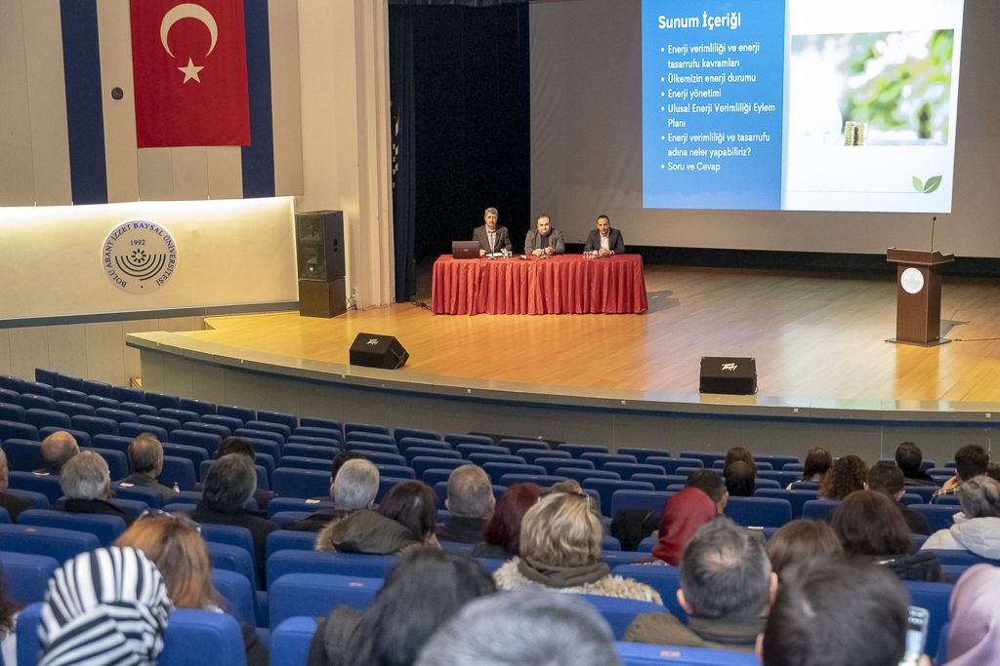 Sunum İçeriği
• Enerji verimliliği ve enerji
tasarrufu kavramları
• Ülkemizin enerji durumu
• Enerji yönetimi
• Ulusal Enerji Verimliliği Eylem
Planı
• Enerji verimliliği ve tasarrufu
adına neler yapabiliriz?
• Soru ve Cevap
BOLU ABANT İZZET BAYSAL ÜNİVERSİTESİ
1992
PEAVEY